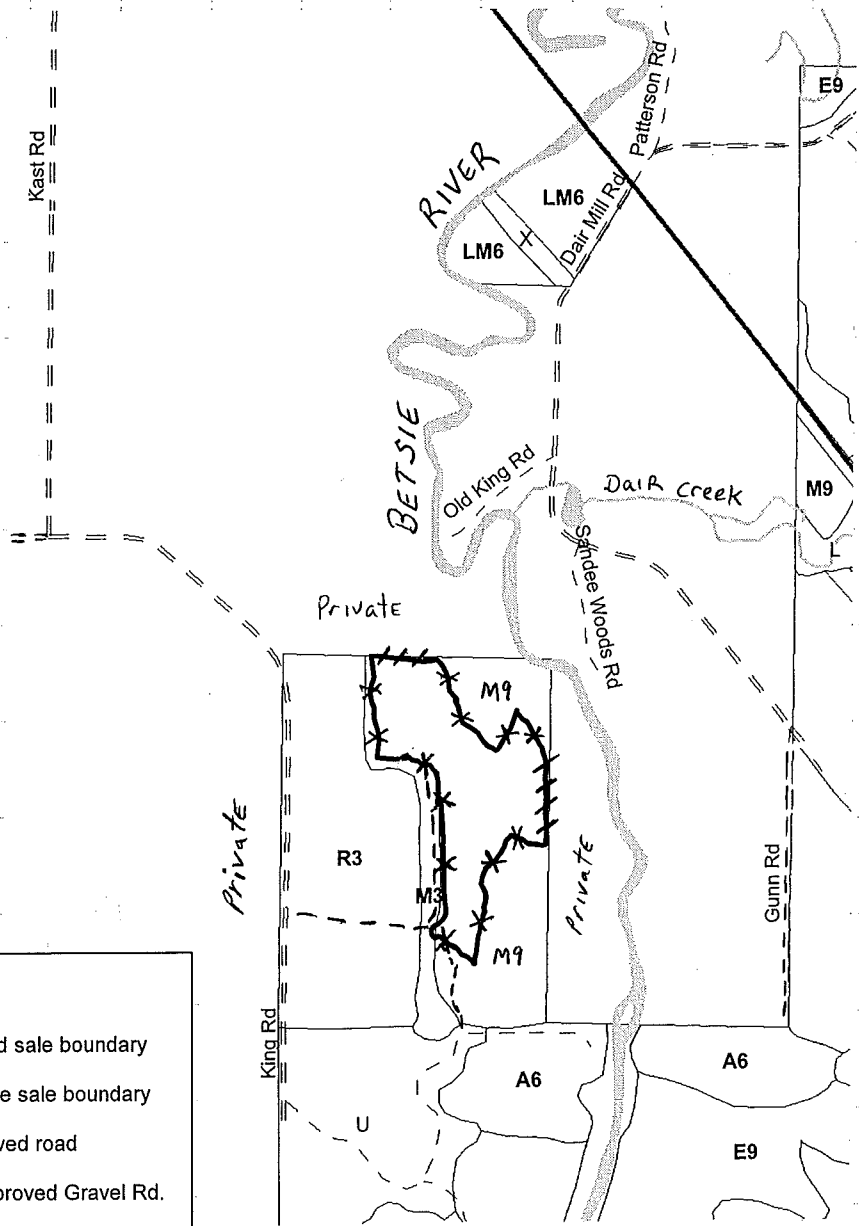 E9
Patterson Rd
Kast Rd
RIVER
LM6
Dair Mill Rd
LM6
BETSIE
Old King Rd
Dair Creek
M9
L
Sandee Woods Rd
Private
M9
Private
R3
M3
Private
Gunn Rd
M9
King Rd
d sale boundary
e sale boundary
ved road
proved Gravel Rd.
A6
A6
U
E9